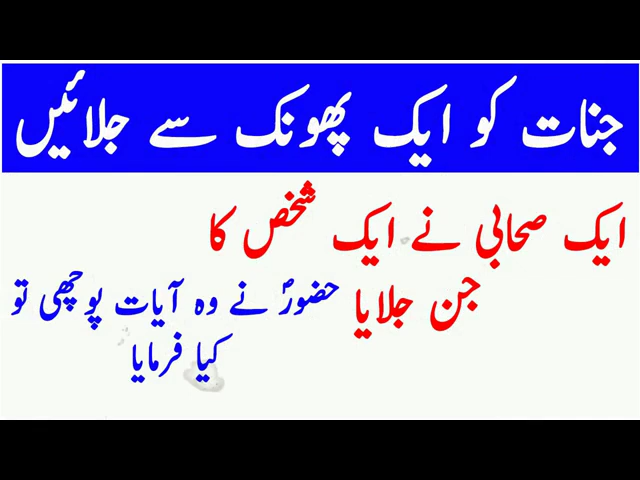 جنات کو ایک پھونک سے جلائیں
ایک صحابی نے ایک شخص کا
جن جلایا حضورؐ نے وہ آیات پوچھی تو
کیا فرمایا